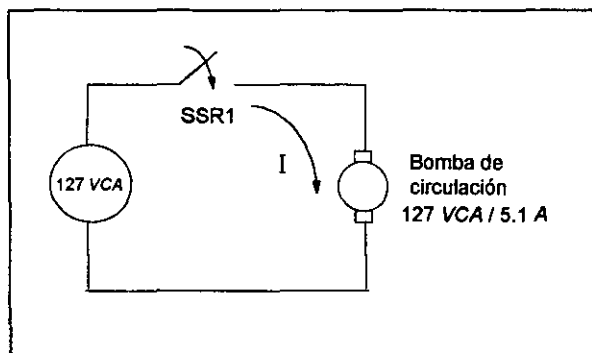 SSR1
I
127 VCA
Bomba de
circulación
127 VCA / 5.1 A